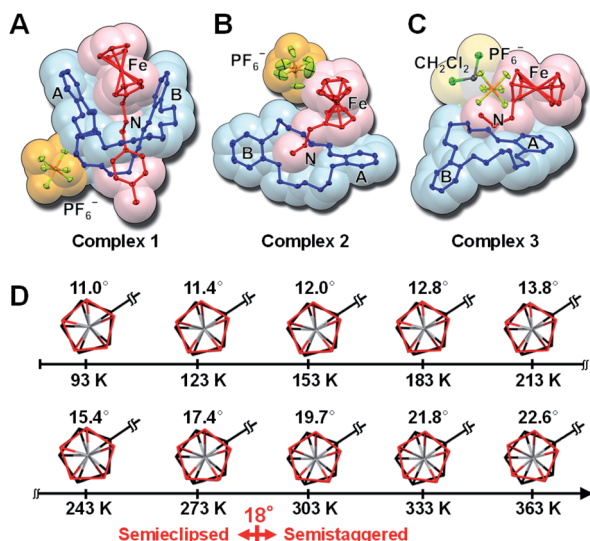 A
Fe
A
B
N
PF6−
Complex 1
B
PF6−
Fe
B
N
A
Complex 2
C
CH2Cl2
PF6−
Fe
N
A
B
Complex 3
D
11.0° 11.4° 12.0° 12.8° 13.8°
93 K 123 K 153 K 183 K 213 K
15.4° 17.4° 19.7° 21.8° 22.6°
243 K 273 K 303 K 333 K 363 K
18°
Semieclipsed Semistaggered